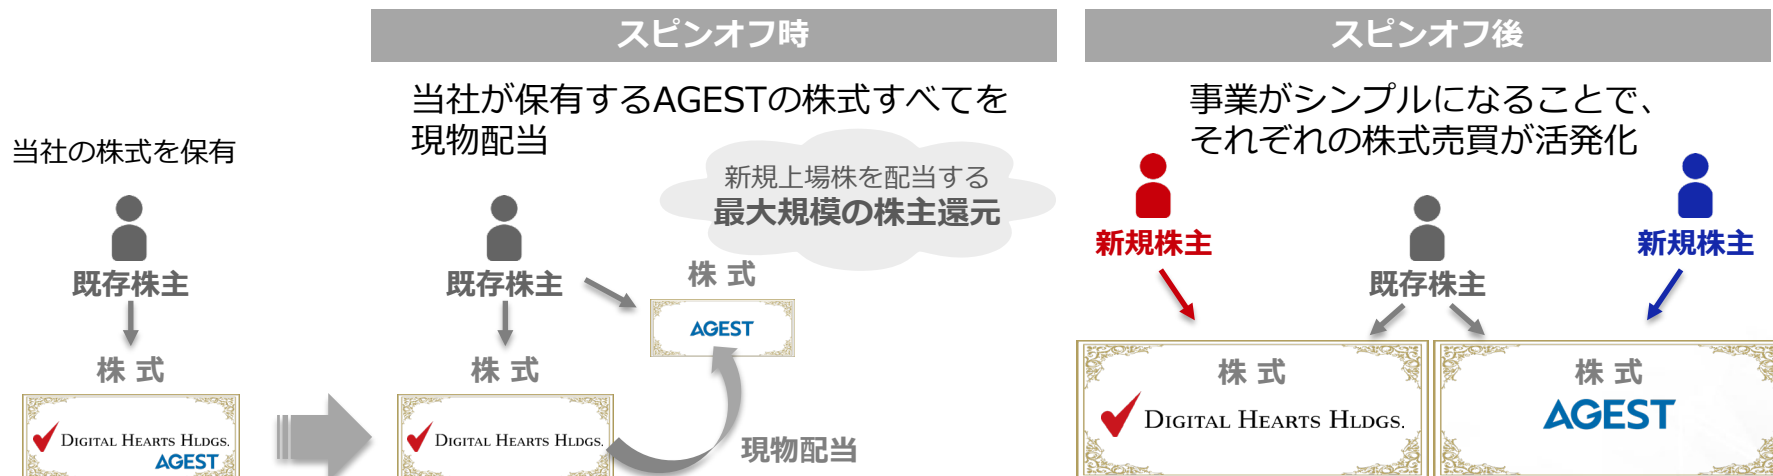 当社の株式を保有
既存株主
株 式
DIGITAL HEARTS HLDGS.
AGEST
スピンオフ時
当社が保有するAGESTの株式すべてを
現物配当
新規上場株を配当する
最大規模の株主還元
既存株主
株 式
AGEST
株 式
DIGITAL HEARTS HLDGS.
現物配当
スピンオフ後
事業がシンプルになることで、
それぞれの株式売買が活発化
新規株主
新規株主
既存株主
株 式
DIGITAL HEARTS HLDGS.
株 式
AGEST